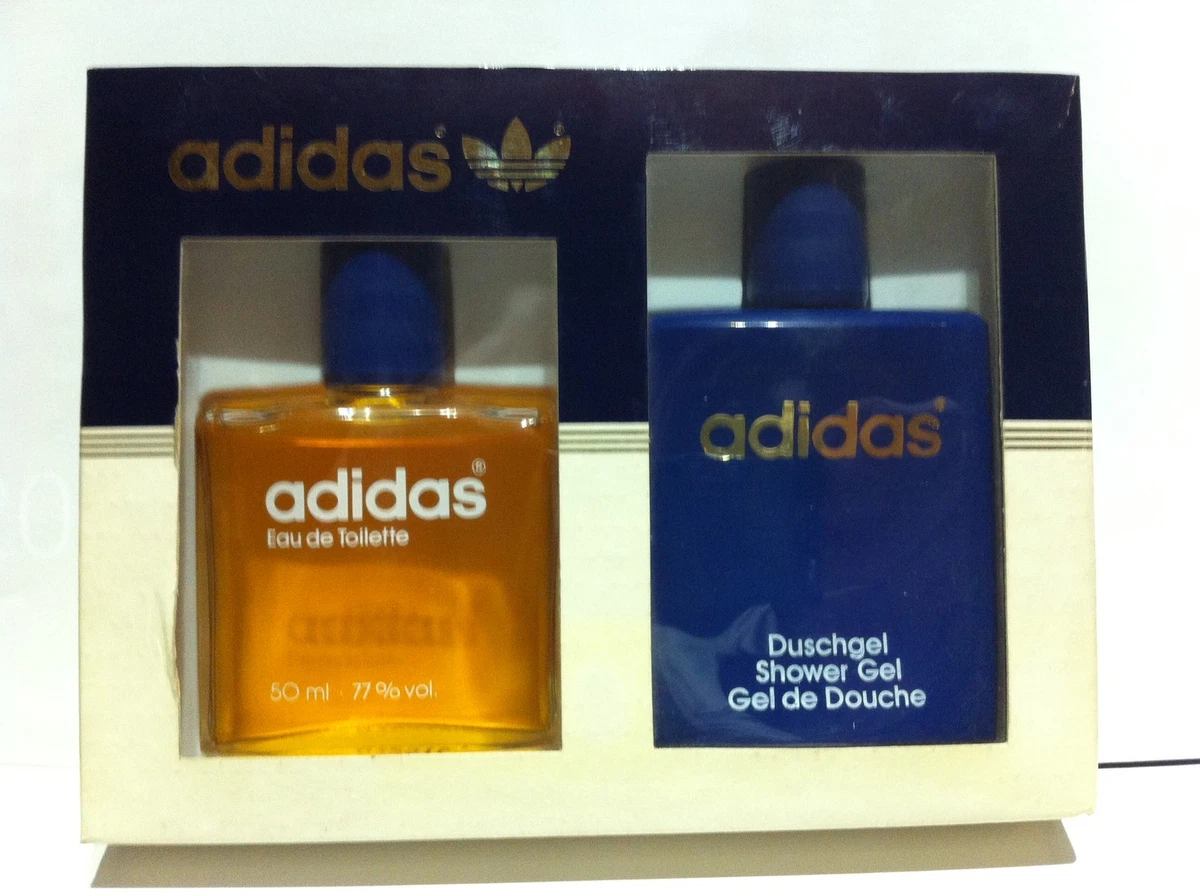 adidas® ®
adidas®
Eau de Toilette
50 ml · 77 % vol.
adidas®
Duschgel
Shower Gel
Gel de Douche